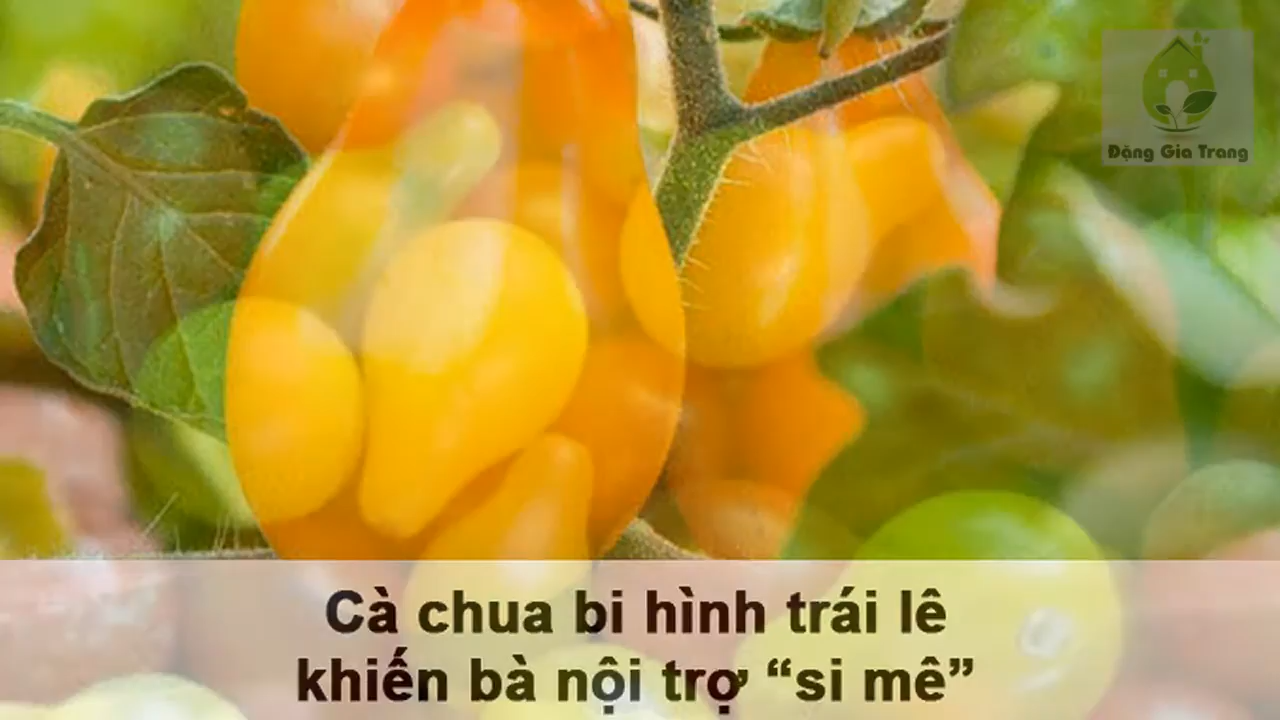 Đặng Gia Trang
Cà chua bi hình trái lê
khiến bà nội trợ “si mê”